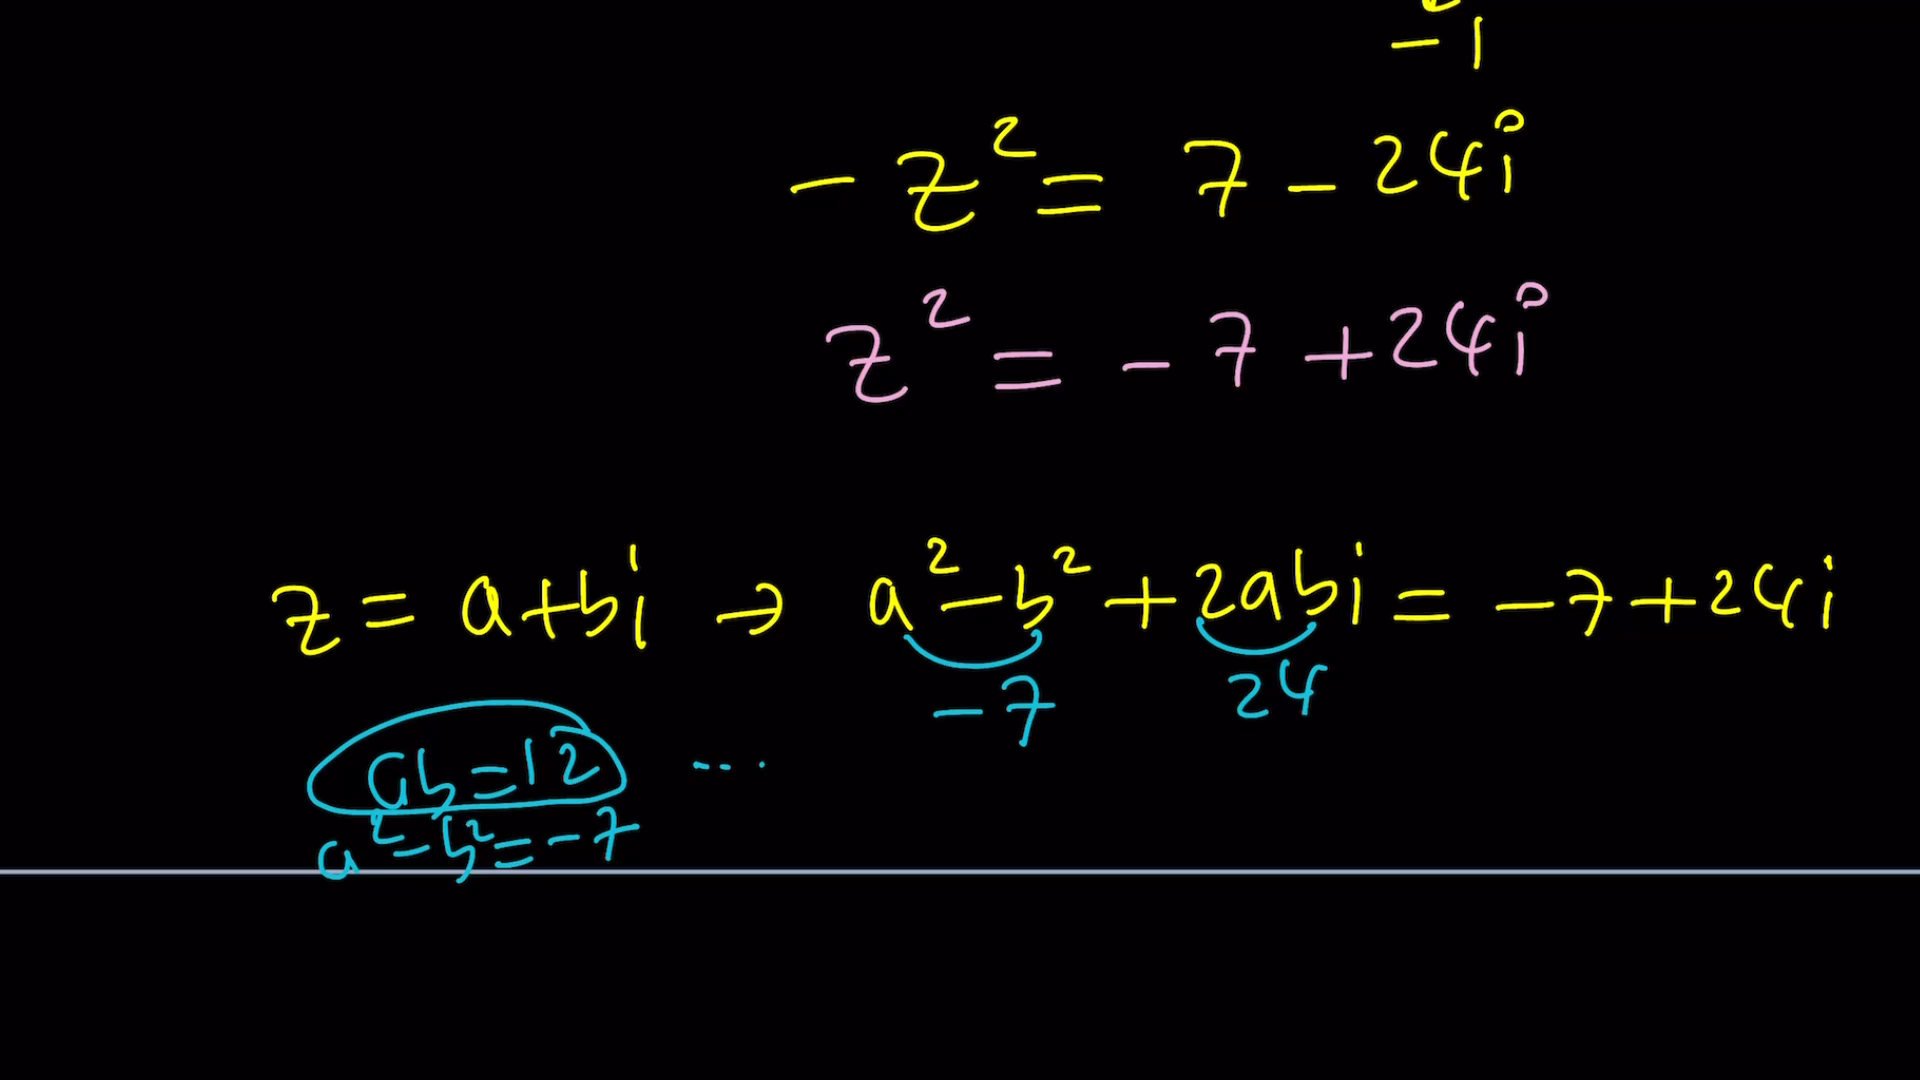 -1
-z² = 7 - 24i
z² = -7 + 24i
z = a+bi → a² - b² + 2abi = -7 + 24i
-7 24
ab = 12 ...
a² - b² = -7